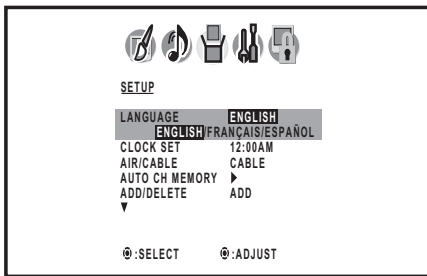 SETUP
LANGUAGE ENGLISH
ENGLISH/FRANÇAIS/ESPAÑOL
CLOCK SET 12:00AM
AIR/CABLE CABLE
AUTO CH MEMORY ▶
ADD/DELETE ADD
▼
:SELECT :ADJUST